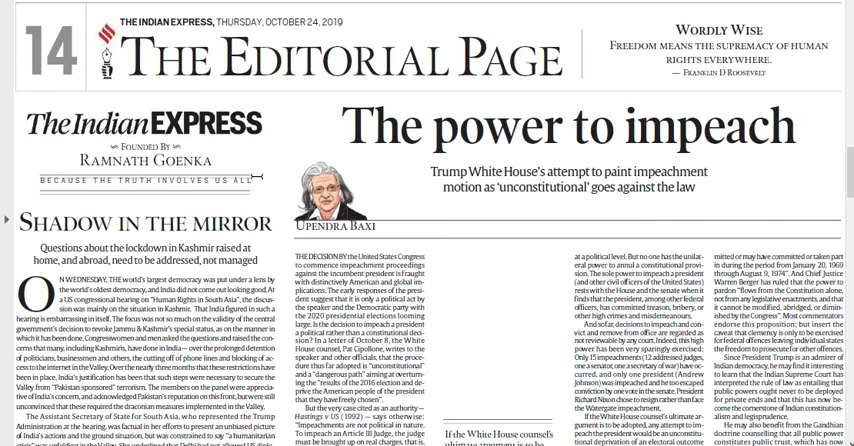 14
THE INDIAN EXPRESS, THURSDAY, OCTOBER 24, 2019
THE EDITORIAL PAGE
WORDLY WISE
FREEDOM MEANS THE SUPREMACY OF HUMAN
RIGHTS EVERYWHERE.
— FRANKLIN D ROOSEVELT
The Indian EXPRESS
FOUNDED BY
RAMNATH GOENKA
BECAUSE THE TRUTH INVOLVES US ALL
SHADOW IN THE MIRROR
Questions about the lockdown in Kashmir raised at
home, and abroad, need to be addressed, not managed
ON WEDNESDAY, THE world's largest democracy was put under a lens by
the world's oldest democracy, and India did not come out looking good. At
a US congressional hearing on "Human Rights in South Asia", the discus-
sion was mainly on the situation in Kashmir. That India figured in such a
hearing is embarrassing in itself. The focus was not so much on the validity of the central
government's decision to revoke Jammu & Kashmir's special status, as on the manner in
which it has been done. Congresswomen and men asked the questions and raised the con-
cerns that many, including Kashmiris, have done in India — over the prolonged detention
of politicians, businessmen and others, the cutting off of phone lines and blocking of ac-
cess to the internet in the Valley. Over the nearly three months that these restrictions have
been in place, India's justification has been that such steps were necessary to secure the
Valley from "Pakistan sponsored" terrorism. The members on the panel were apprecia-
tive of India's concern, and acknowledged Pakistan's reputation on this front, but were still
unconvinced that these required the draconian measures implemented in the Valley.
The Assistant Secretary of State for South Asia, who represented the Trump
Administration at the hearing, was factual in her efforts to present an unbiased picture
of India's actions and the ground situation, but was constrained to say "a humanitarian
The power to impeach
Trump White House's attempt to paint impeachment
motion as 'unconstitutional' goes against the law
UPENDRA BAXI
THE DECISION BY the United States Congress
to commence impeachment proceedings
against the incumbent president is fraught
with distinctively American and global im-
plications. The early responses of the presi-
dent suggest that it is only a political act by
the speaker and the Democratic party with
the 2020 presidential elections looming
large. Is the decision to impeach a president
a political rather than a constitutional deci-
sion? In a letter of October 8, the White
House counsel, Pat Cipollone, writes to the
speaker and other officials, that the proce-
dure thus far adopted is "unconstitutional"
and a "dangerous path" aiming at overturn-
ing the "results of the 2016 election and de-
prive the American people of the president
that they have freely chosen".
But the very case cited as an authority —
Hastings v US (1992) — says otherwise:
"Impeachments are not political in nature.
To impeach an Article III Judge, the judge
must be brought up on real charges, that is,
If the White House counsel's
at a political level. But no one has the unilat-
eral power to annul a constitutional provi-
sion. The sole power to impeach a president
(and other civil officers of the United States)
rests with the House and the Senate when it
finds that the president, among other federal
officers, has committed treason, bribery, or
other high crimes and misdemeanours.
And so far, decisions to impeach and con-
vict and remove from office are regarded as
not reviewable by any court. Indeed, this high
power has been very sparingly exercised:
Only 15 impeachments (12 addressed judges,
one a senator, one a secretary of war) have oc-
curred, and only one president (Andrew
Johnson) was impeached and he too escaped
conviction by one vote in the senate. President
Richard Nixon chose to resign rather than face
the Watergate impeachment.
If the White House counsel's ultimate ar-
gument is to be adopted, any attempt to im-
peach the president would be an unconsti-
tutional deprivation of an electoral outcome
mitted or may have committed or taken part
in during the period from January 20, 1969
through August 9, 1974". And Chief Justice
Warren Berger has ruled that the power to
pardon "flows from the Constitution alone,
not from any legislative enactments, and that
it cannot be modified, abridged, or dimin-
ished by the Congress". Most commentators
endorse this proposition; but insert the
caveat that clemency is only to be exercised
for federal offences leaving individual states
the freedom to prosecute for other offences.
Since President Trump is an admirer of
Indian democracy, he may find it interesting
to learn that the Indian Supreme Court has
interpreted the rule of law as entailing that
public powers ought never to be deployed
for private ends and that this has now be-
come the cornerstone of Indian constitution-
alism and legisprudence.
He may also benefit from the Gandhian
doctrine counselling that all public power
constitutes public trust, which has now